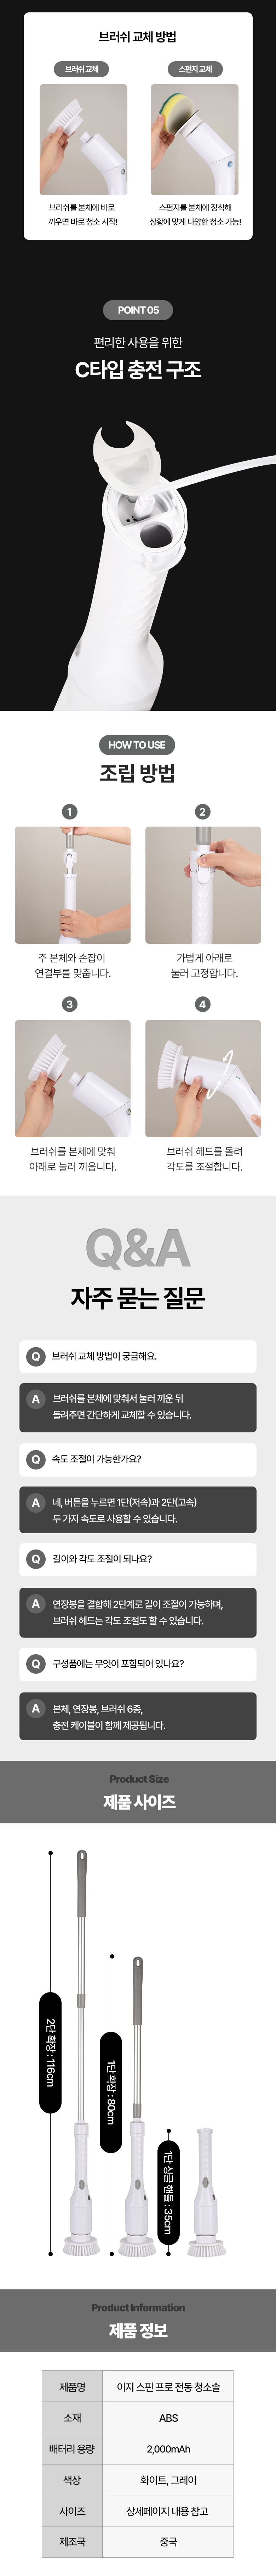 브러쉬 교체 방법
브러쉬 교체
스펀지 교체
브러쉬를 본체에 바로
끼우면 바로 청소 시작!
스펀지를 본체에 장착해
상황에 맞게 다양한 청소 가능!
POINT 05
편리한 사용을 위한
C타입 충전 구조
HOW TO USE
조립 방법
1
2
주 본체와 손잡이
연결부를 맞춥니다.
가볍게 아래로
눌러 고정합니다.
3
4
브러쉬를 본체에 맞춰
아래로 눌러 끼웁니다.
브러쉬 헤드를 돌려
각도를 조절합니다.
Q&A
자주 묻는 질문
Q 브러쉬 교체 방법이 궁금해요.
A 브러쉬를 본체에 맞춰서 눌러 끼운 뒤
돌려주면 간단하게 교체할 수 있습니다.
Q 속도 조절이 가능한가요?
A 네, 버튼을 누르면 1단(저속)과 2단(고속)
두 가지 속도로 사용할 수 있습니다.
Q 길이와 각도 조절이 되나요?
A 연장봉을 결합해 2단계로 길이 조절이 가능하며,
브러쉬 헤드는 각도 조절도 할 수 있습니다.
Q 구성품에는 무엇이 포함되어 있나요?
A 본체, 연장봉, 브러쉬 6종,
충전 케이블이 함께 제공됩니다.
Product Size
제품 사이즈
2단 확장 : 116cm
1단 확장 : 80cm
1단 싱글 핸들 : 35cm
Product Information
제품 정보
제품명 이지 스핀 프로 전동 청소솔
소재 ABS
배터리 용량 2,000mAh
색상 화이트, 그레이
사이즈 상세페이지 내용 참고
제조국 중국